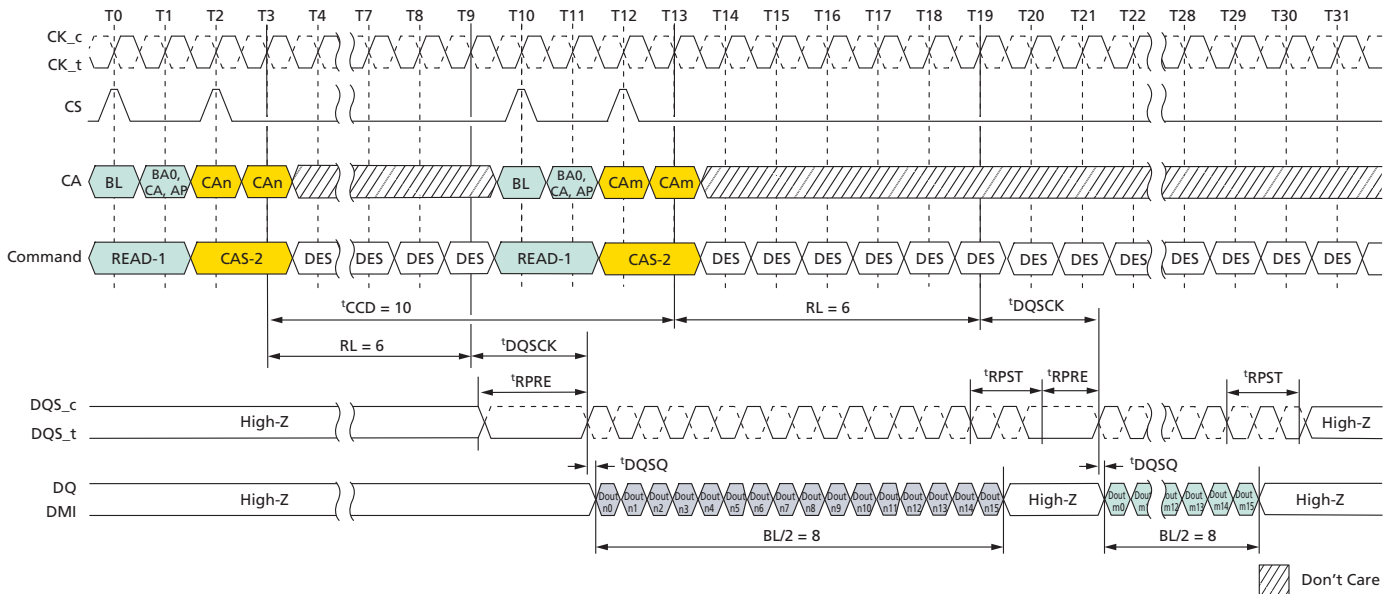 T0 T1 T2 T3 T4 T7 T8 T9 T10 T11 T12 T13 T14 T15 T16 T17 T18 T19 T20 T21 T22 T28 T29 T30 T31
CK_c
CK_t
CS
CA BL BA0, CA, AP CAn CAn BL BA0, CA, AP CAm CAm
Command READ-1 CAS-2 DES DES DES DES READ-1 CAS-2 DES DES DES DES DES DES DES DES DES DES DES DES DES
tCCD = 10 RL = 6 tDQSCK
RL = 6 tDQSCK
tRPRE tRPST tRPRE tRPST
DQS_c
DQS_t
High-Z High-Z
tDQSQ tDQSQ
DQ
DMI
High-Z Dout n0 Dout n1 Dout n2 Dout n3 Dout n4 Dout n5 Dout n6 Dout n7 Dout n8 Dout n9 Dout n10 Dout n11 Dout n12 Dout n13 Dout n14 Dout n15 High-Z Dout m0 Dout Dout m12 Dout m13 Dout m14 Dout m15 High-Z
BL/2 = 8 BL/2 = 8
Don't Care